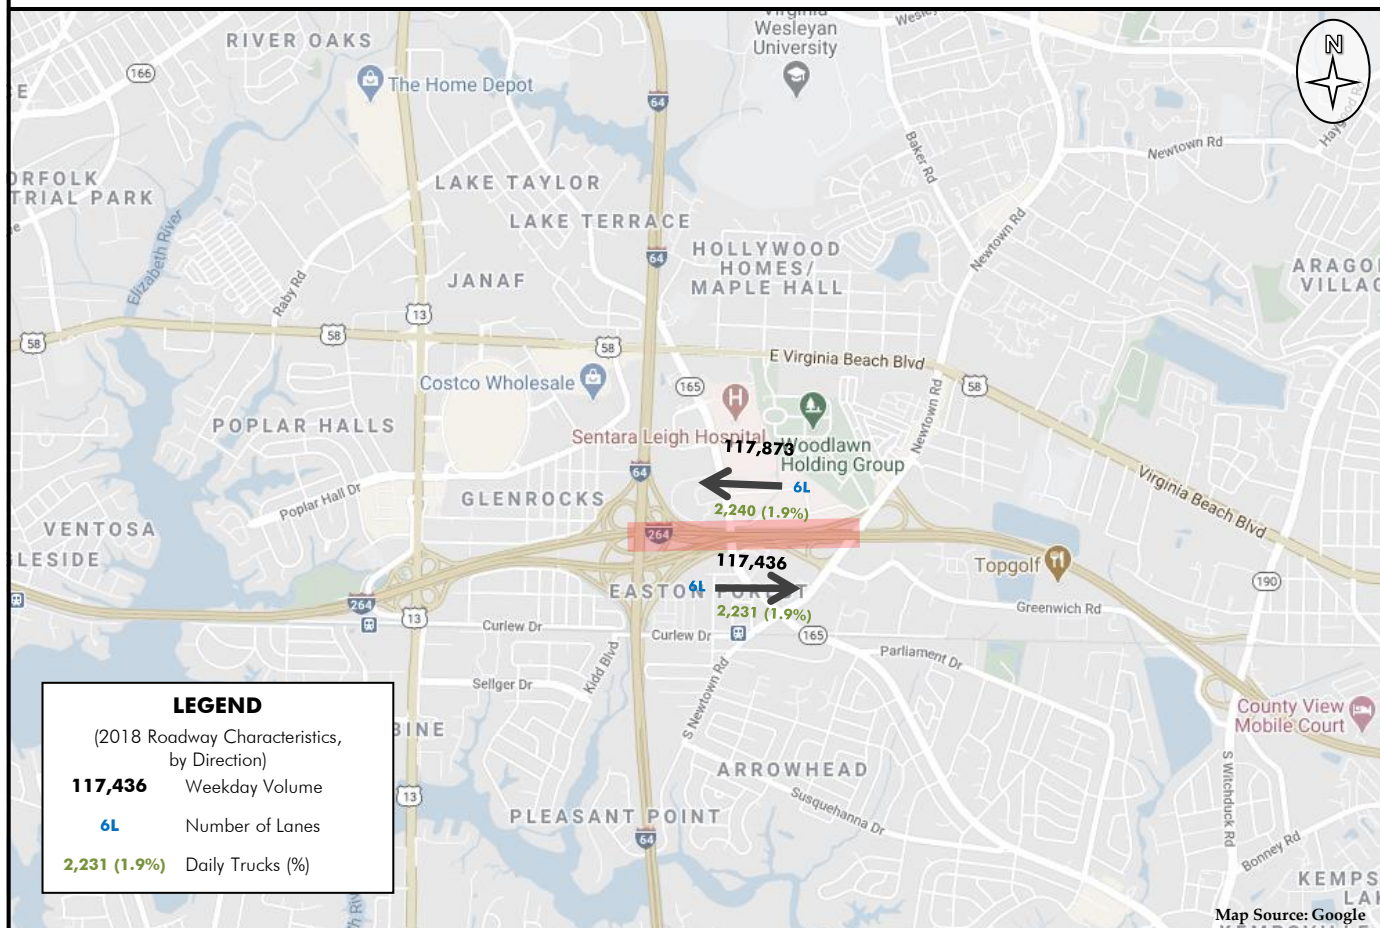 Virginia
Wesleyan
University
RIVER OAKS
166
The Home Depot
64
N
Baker Rd
Newtown Rd
ORFOLK
TRIAL PARK
LAKE TAYLOR
LAKE TERRACE
Elizabeth River
Raby Rd
64
HOLLYWOOD
HOMES/
MAPLE HALL
Newtown Rd
JANAF
13
58
58
58
E Virginia Beach Blvd
58
Costco Wholesale
165
Newtown Rd
POPLAR HALLS
Sentara Leigh Hospital
117,873
Woodlawn
Holding Group
64
6L
Poplar Hall Dr
GLENROCKS
2,240 (1.9%)
Virginia Beach Blvd
VENTOSA
264
117,436
Topgolf
190
6L
EASTON FOREST
2,231 (1.9%)
Greenwich Rd
264
13
Curlew Dr
Curlew Dr
165
Parliament Dr
Kidd Blvd
Sellger Dr
S Newtown Rd
County View
Mobile Court
LEGEND
(2018 Roadway Characteristics,
by Direction)
117,436 Weekday Volume
6L Number of Lanes
2,231 (1.9%) Daily Trucks (%)
BINE
13
ARROWHEAD
Susquehanna Dr
S Witchduck Rd
PLEASANT POINT
64
Bonney Rd
KEMPS
Map Source: Google